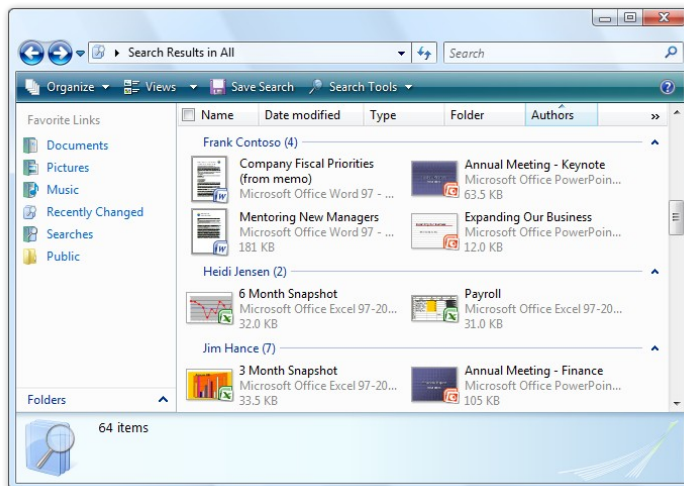 Search Results in All
Search
Organize Views Save Search Search Tools
Favorite Links
Documents
Pictures
Music
Recently Changed
Searches
Public
Folders
Name Date modified Type Folder Authors »
Frank Contoso (4)
Company Fiscal Priorities
(from memo)
Microsoft Office Word 97 - ...
Annual Meeting - Keynote
Microsoft Office PowerPoin...
63.5 KB
Mentoring New Managers
Microsoft Office Word 97 - ...
181 KB
Expanding Our Business
Microsoft Office PowerPoin...
12.0 KB
Heidi Jensen (2)
6 Month Snapshot
Microsoft Office Excel 97-20...
32.0 KB
Payroll
Microsoft Office Excel 97-20...
31.0 KB
Jim Hance (7)
3 Month Snapshot
Microsoft Office Excel 97-20...
33.5 KB
Annual Meeting - Finance
Microsoft Office PowerPoin...
105 KB
64 items